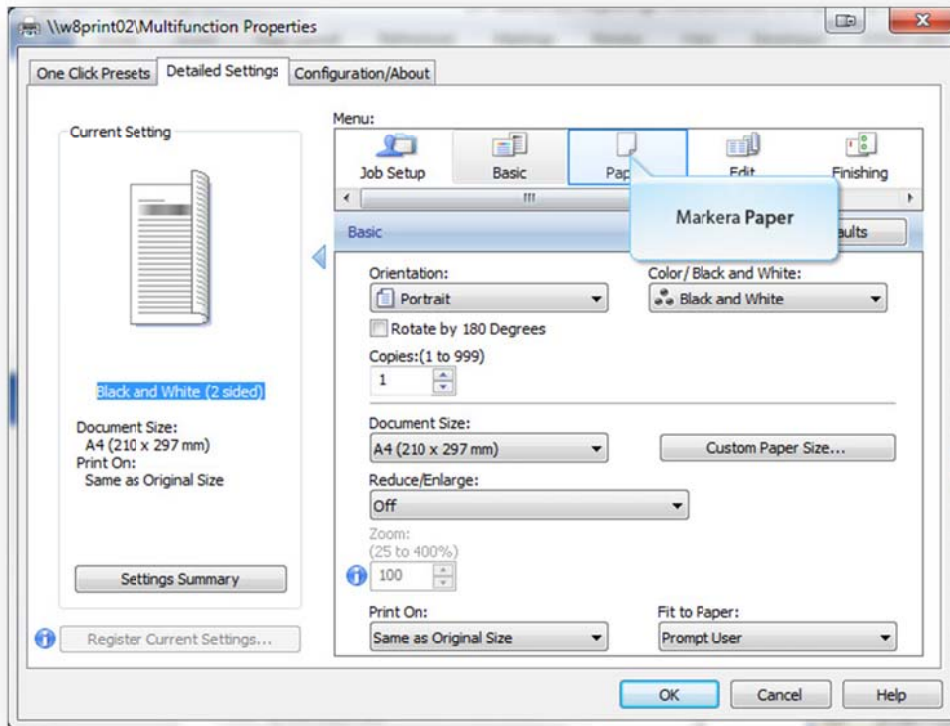 \\w8print02\Multifunction Properties
One Click Presets Detailed Settings Configuration/About
Current Setting
Black and White (2 sided)
Document Size:
A4 (210 x 297 mm)
Print On:
Same as Original Size
Settings Summary
Register Current Settings...
Menu:
Job Setup Basic Edit Finishing
Markera Paper
Basic
Orientation: Color/ Black and White:
Portrait Black and White
Rotate by 180 Degrees
Copies:(1 to 999)
1
Document Size:
A4 (210 x 297 mm) Custom Paper Size...
Reduce/Enlarge:
Off
Zoom:
(25 to 400%)
100
Print On: Fit to Paper:
Same as Original Size Prompt User
OK Cancel Help